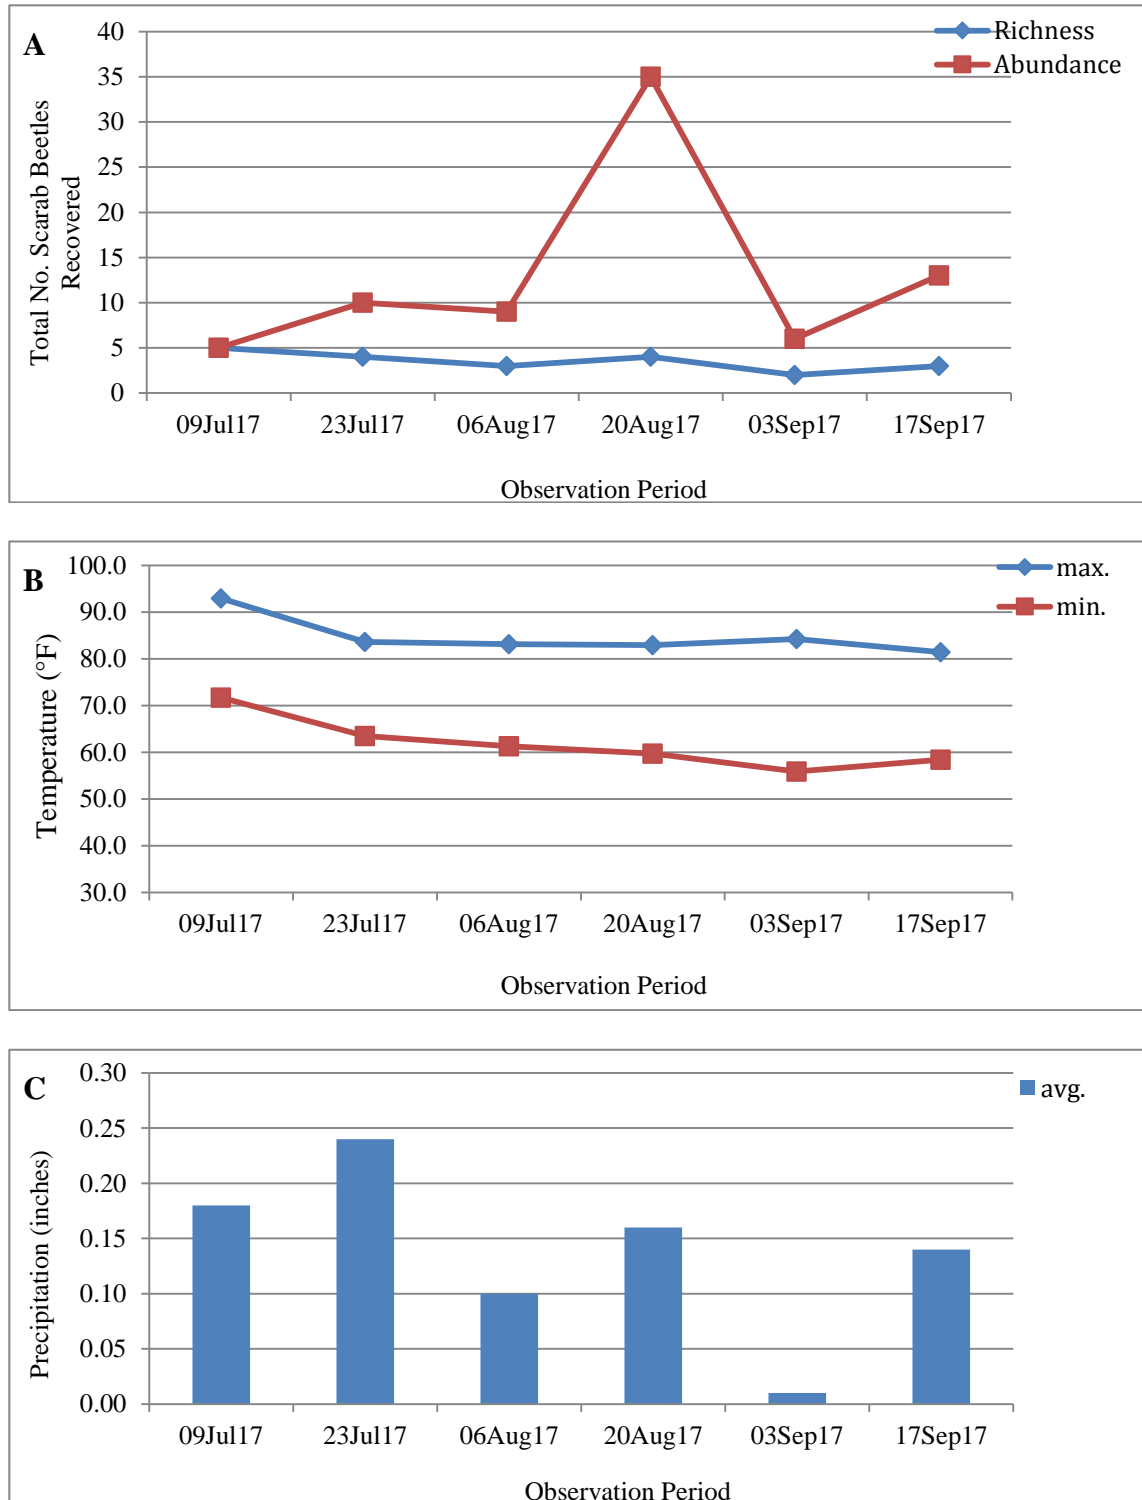 A
40
35
30
25
20
15
10
5
0
Total No. Scarab Beetles
Recovered
Richness
Abundance
09Jul17 23Jul17 06Aug17 20Aug17 03Sep17 17Sep17
Observation Period
B
100.0
90.0
80.0
70.0
60.0
50.0
40.0
30.0
Temperature (°F)
max.
min.
09Jul17 23Jul17 06Aug17 20Aug17 03Sep17 17Sep17
Observation Period
C
0.30
0.25
0.20
0.15
0.10
0.05
0.00
Precipitation (inches)
avg.
09Jul17 23Jul17 06Aug17 20Aug17 03Sep17 17Sep17
Observation Period